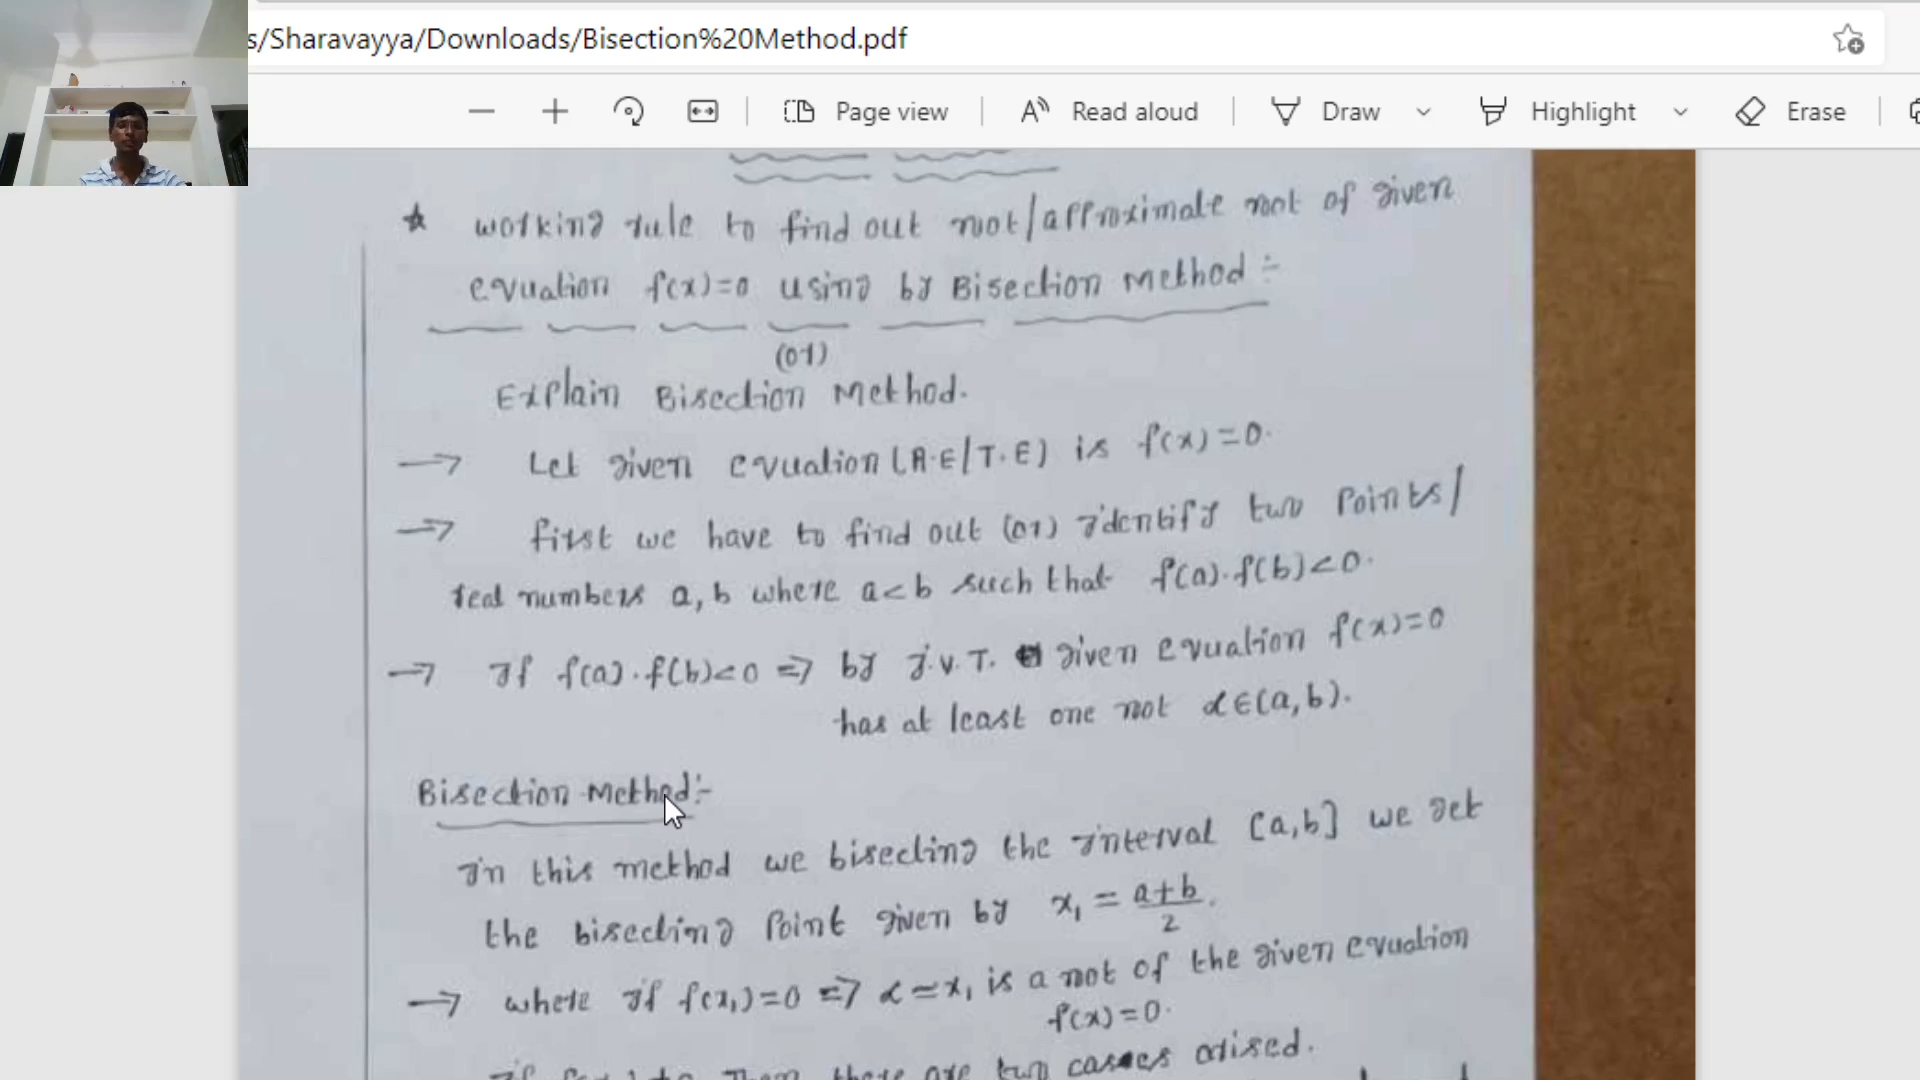 s/Sharavayya/Downloads/Bisection%20Method.pdf
Page view Read aloud Draw Highlight Erase
working rule to find out root/approximate root of given
equation f(x)=0 using by Bisection Method :-
(or)
Explain Bisection Method.
→ Let given equation (A.E/T.E) is f(x)=0.
→ first we have to find out (or) identify two points/
real numbers a, b where a<b such that f(a).f(b)<0.
→ If f(a).f(b)<0 => by I.V.T. given equation f(x)=0
has at least one root α∈(a,b).
Bisection Method:-
In this method we bisecting the interval [a,b] we get
the bisecting point given by x₁ = a+b/2.
→ where if f(x₁)=0 => α≃x₁ is a root of the given equation
f(x)=0.
If there are two cases arised.